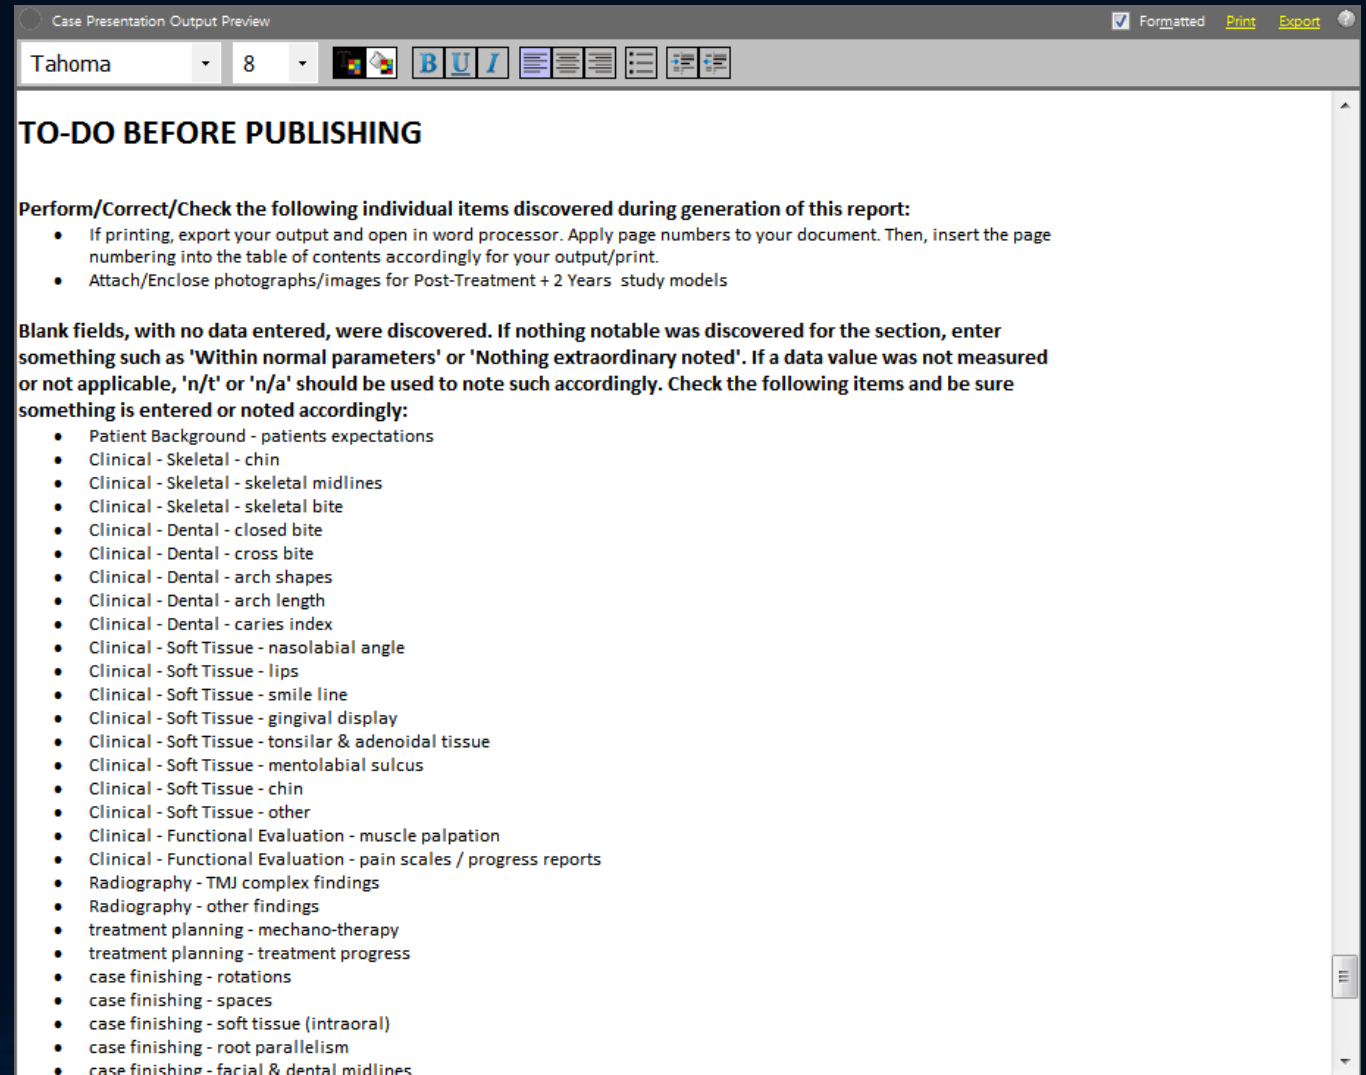 Case Presentation Output Preview
Formatted Print Export ?
Tahoma 8 T B U I
TO-DO BEFORE PUBLISHING
Perform/Correct/Check the following individual items discovered during generation of this report:
• If printing, export your output and open in word processor. Apply page numbers to your document. Then, insert the page
numbering into the table of contents accordingly for your output/print.
• Attach/Enclose photographs/images for Post-Treatment + 2 Years  study models
Blank fields, with no data entered, were discovered. If nothing notable was discovered for the section, enter
something such as 'Within normal parameters' or 'Nothing extraordinary noted'. If a data value was not measured
or not applicable, 'n/t' or 'n/a' should be used to note such accordingly. Check the following items and be sure
something is entered or noted accordingly:
• Patient Background - patients expectations
• Clinical - Skeletal - chin
• Clinical - Skeletal - skeletal midlines
• Clinical - Skeletal - skeletal bite
• Clinical - Dental - closed bite
• Clinical - Dental - cross bite
• Clinical - Dental - arch shapes
• Clinical - Dental - arch length
• Clinical - Dental - caries index
• Clinical - Soft Tissue - nasolabial angle
• Clinical - Soft Tissue - lips
• Clinical - Soft Tissue - smile line
• Clinical - Soft Tissue - gingival display
• Clinical - Soft Tissue - tonsilar & adenoidal tissue
• Clinical - Soft Tissue - mentolabial sulcus
• Clinical - Soft Tissue - chin
• Clinical - Soft Tissue - other
• Clinical - Functional Evaluation - muscle palpation
• Clinical - Functional Evaluation - pain scales / progress reports
• Radiography - TMJ complex findings
• Radiography - other findings
• treatment planning - mechano-therapy
• treatment planning - treatment progress
• case finishing - rotations
• case finishing - spaces
• case finishing - soft tissue (intraoral)
• case finishing - root parallelism
• case finishing - facial & dental midlines